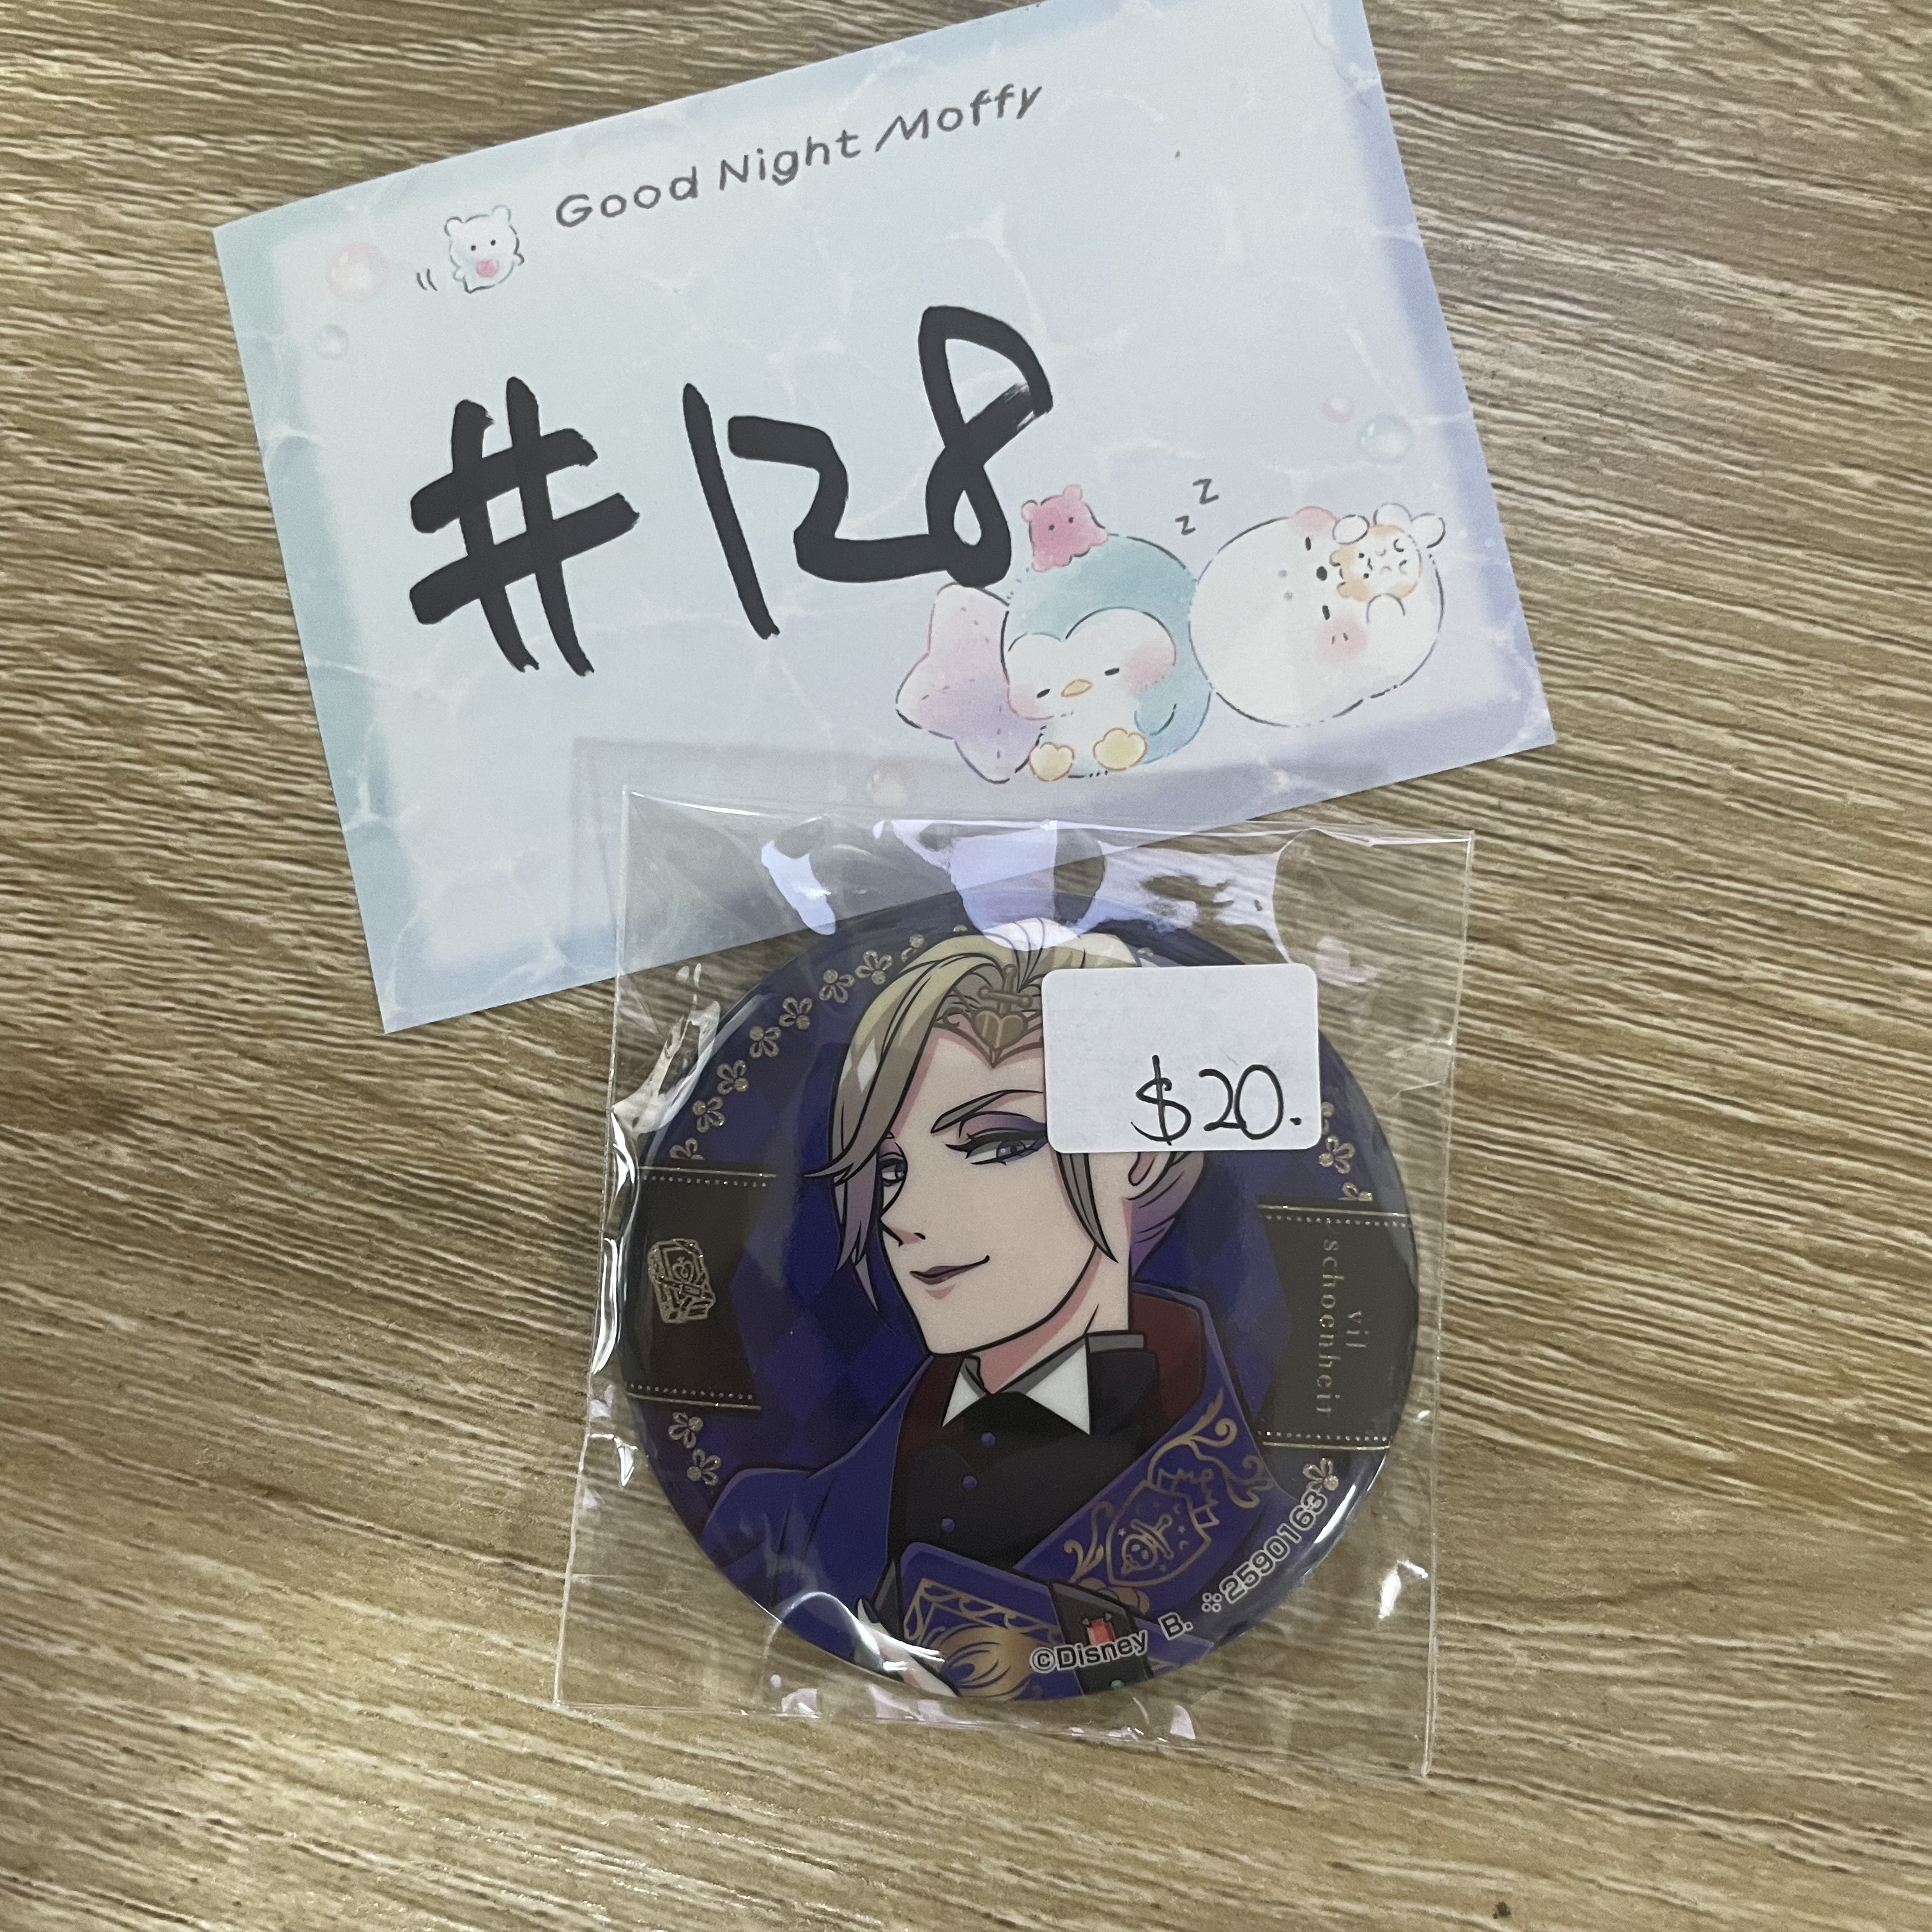 Good Night Moffy
#128
z
z
$20.
vil
schoenheit
©Disney B. ※2590163